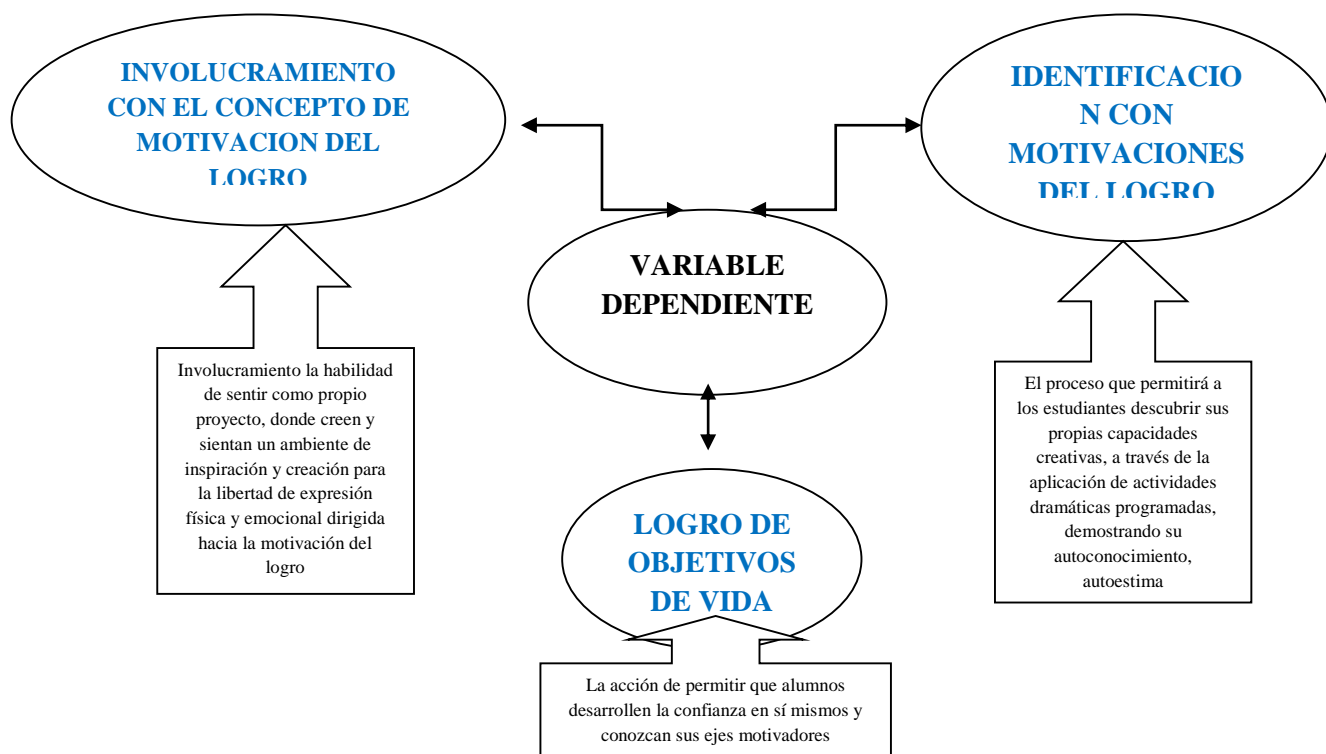 INVOLUCRAMIENTO
CON EL CONCEPTO DE
MOTIVACION DEL
LOGRO
IDENTIFICACIO
N CON
MOTIVACIONES
DEL LOGRO
VARIABLE
DEPENDIENTE
Involucramiento la habilidad
de sentir como propio
proyecto, donde creen y
sientan un ambiente de
inspiración y creación para
la libertad de expresión
física y emocional dirigida
hacia la motivación del
logro
El proceso que permitirá a
los estudiantes descubrir sus
propias capacidades
creativas, a través de la
aplicación de actividades
dramáticas programadas,
demostrando su
autoconocimiento,
autoestima
LOGRO DE
OBJETIVOS
DE VIDA
La acción de permitir que alumnos
desarrollen la confianza en sí mismos y
conozcan sus ejes motivadores